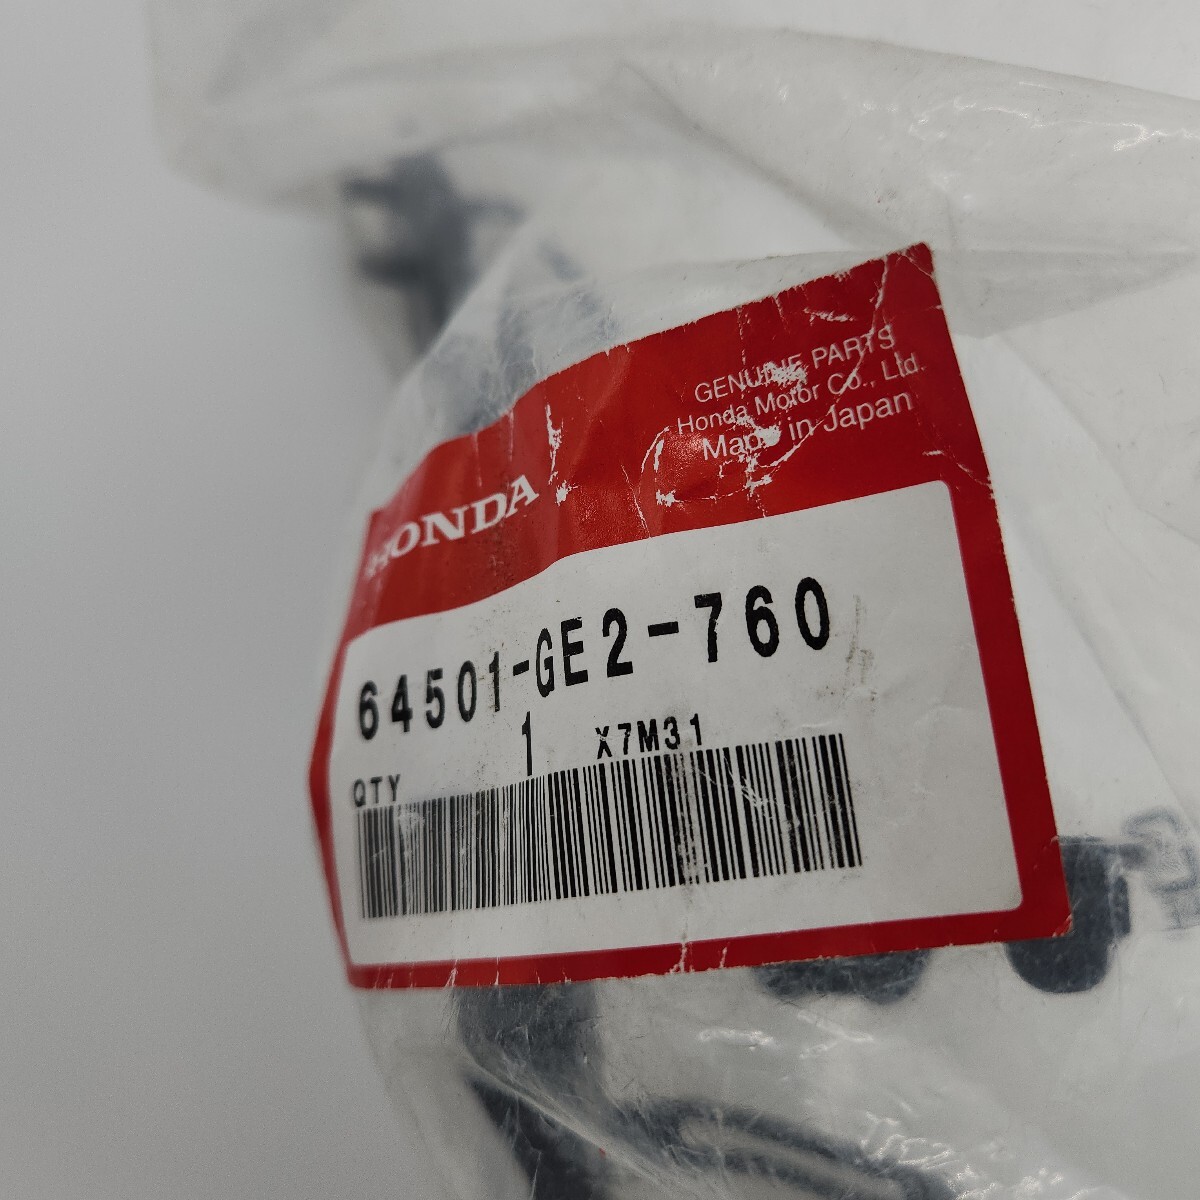 GENUINE PARTS
Honda Motor Co., Ltd.
Made in Japan
HONDA
64501-GE2-760
1 X7M31
QTY